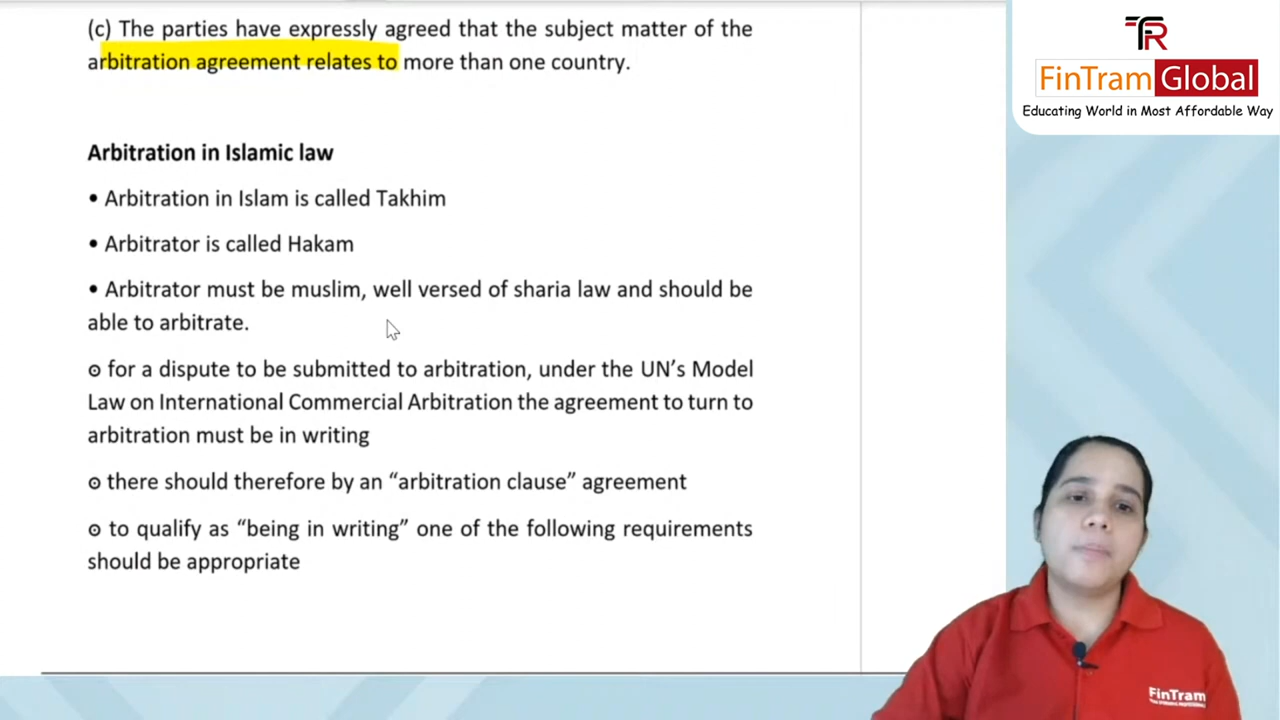 (c) The parties have expressly agreed that the subject matter of the
arbitration agreement relates to more than one country.
Arbitration in Islamic law
• Arbitration in Islam is called Takhim
• Arbitrator is called Hakam
• Arbitrator must be muslim, well versed of sharia law and should be
able to arbitrate.
⊙ for a dispute to be submitted to arbitration, under the UN’s Model
Law on International Commercial Arbitration the agreement to turn to
arbitration must be in writing
⊙ there should therefore by an “arbitration clause” agreement
⊙ to qualify as “being in writing” one of the following requirements
should be appropriate
FinTram Global
Educating World in Most Affordable Way
FinTram